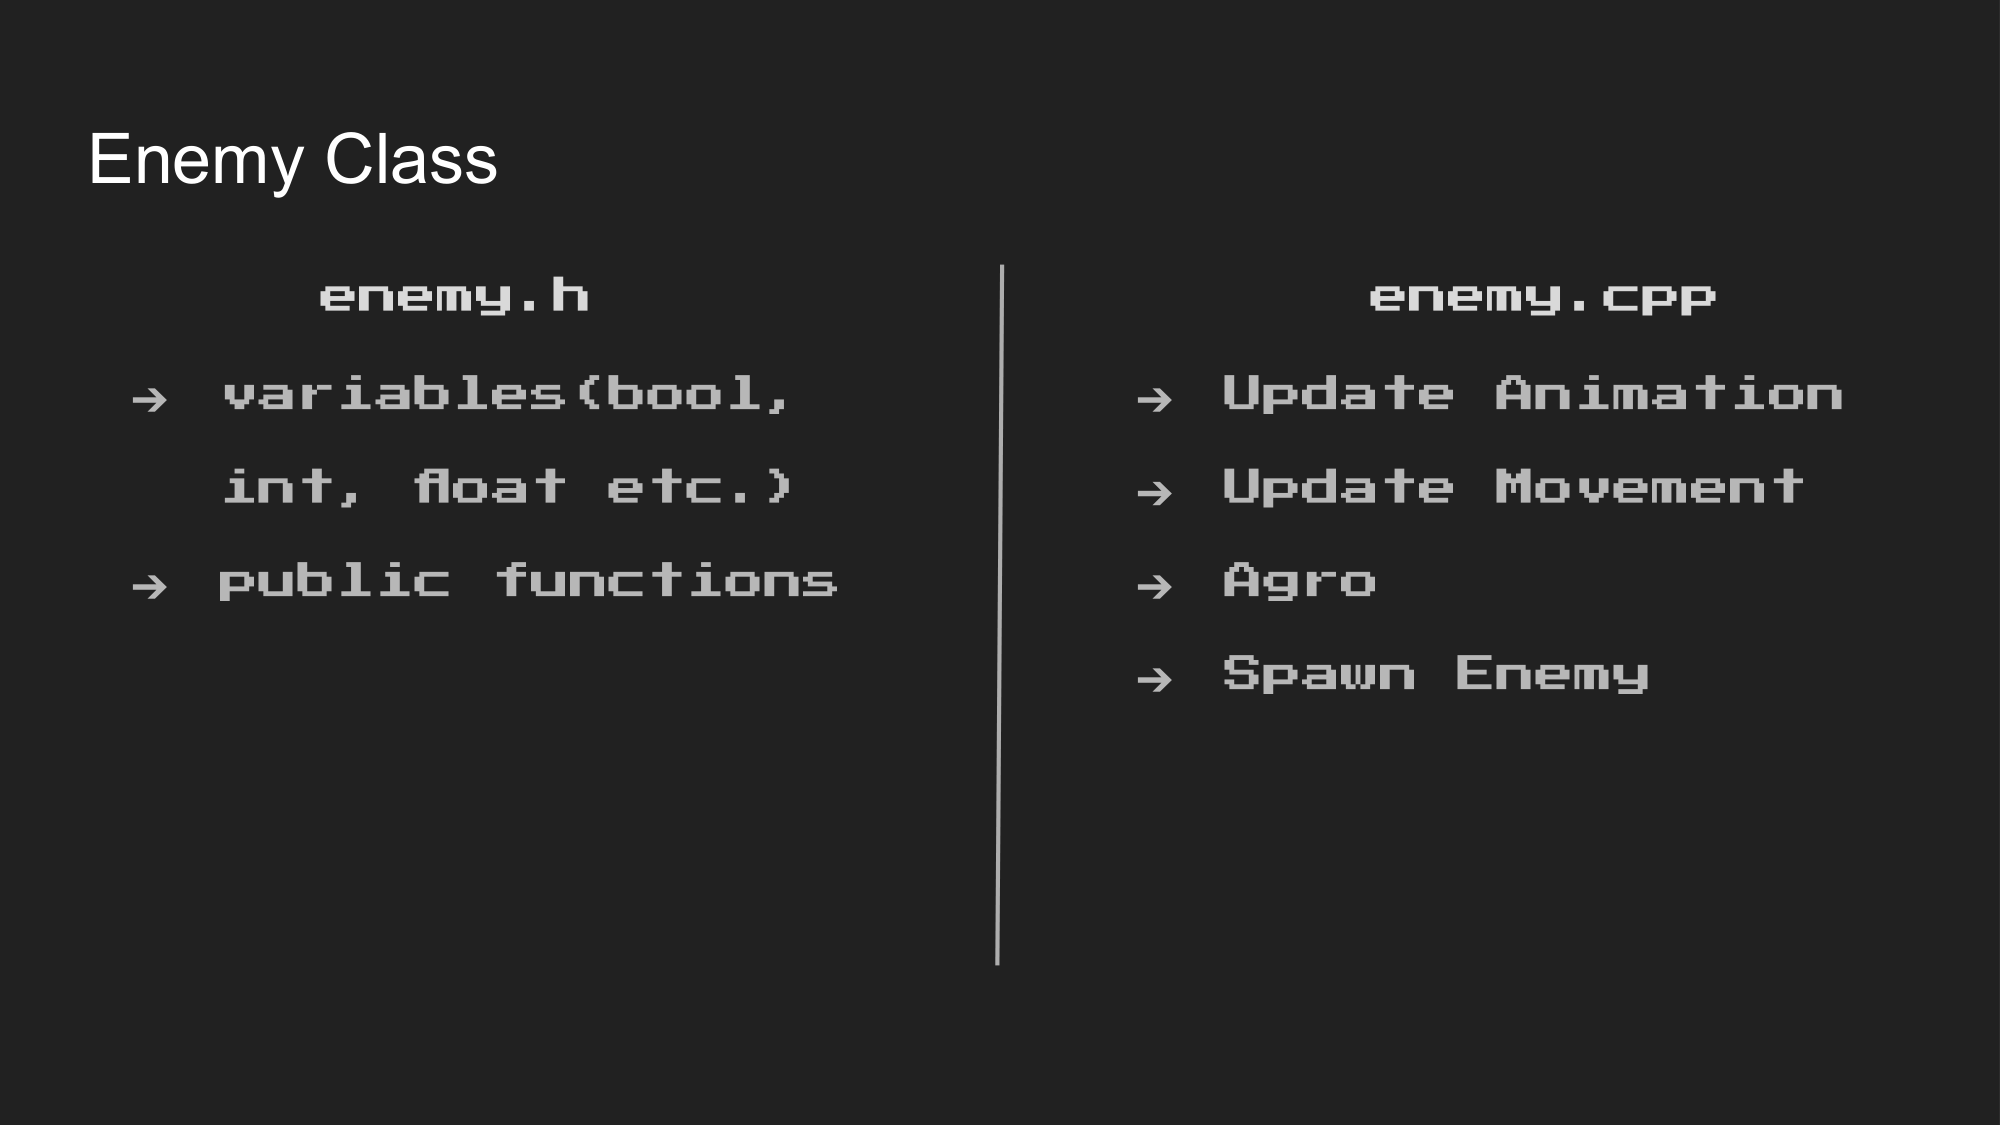 Enemy Class
enemy.h
➔ variables(bool,
int, float etc.)
➔ public functions
enemy.cpp
➔ Update Animation
➔ Update Movement
➔ Agro
➔ Spawn Enemy